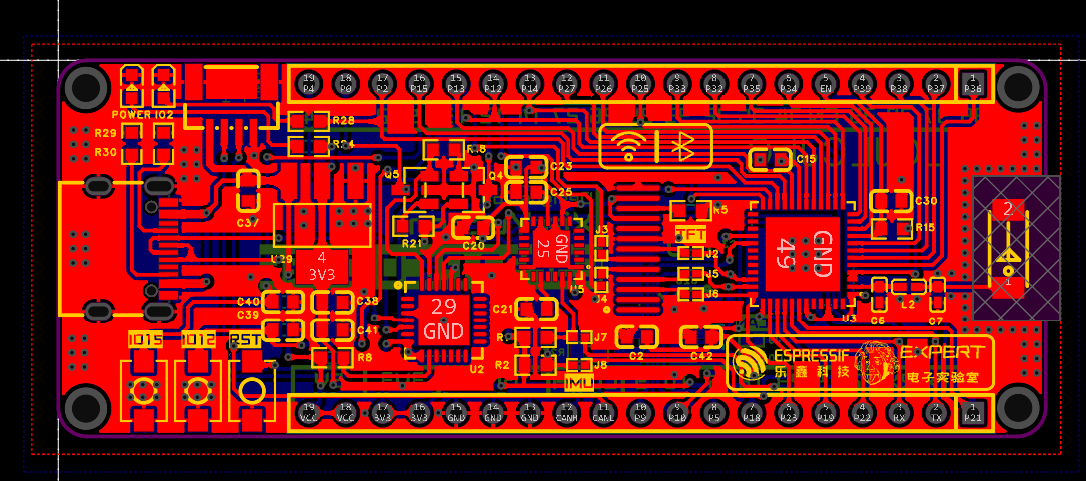 19 18 17 16 15 14 13 12 11 10 9 8 7 6 5 4 3 2 1
P4 P0 P2 P15 P13 P12 P14 P27 P26 P25 P33 P32 P35 P34 EN P39 P38 P37 P36
POWER IO2
R29
R30
R28
C23
C25
C15
Q5
Q4
C37
R21
C20
R5
C30
R15
TFT
J3
J4
J2
J5
J6
GND
25
GND
49
2
1
4
3V3
C40
C39
C38
C41
29
GND
U2
C21
R2
J7
J8
C2
C42
U3
C6
L2
C7
IO15 IO12 RST
R8
IMU
ESPRESSIF
乐 鑫 科 技
EXPERT
电子实验室
19 18 17 16 15 14 13 12 11 10 9 8 7 6 5 4 3 2 1
VCC VCC 3V3 3V3 GND GND GND CANH CANL P9 P10 P5 P18 P23 P19 P22 RX TX P21